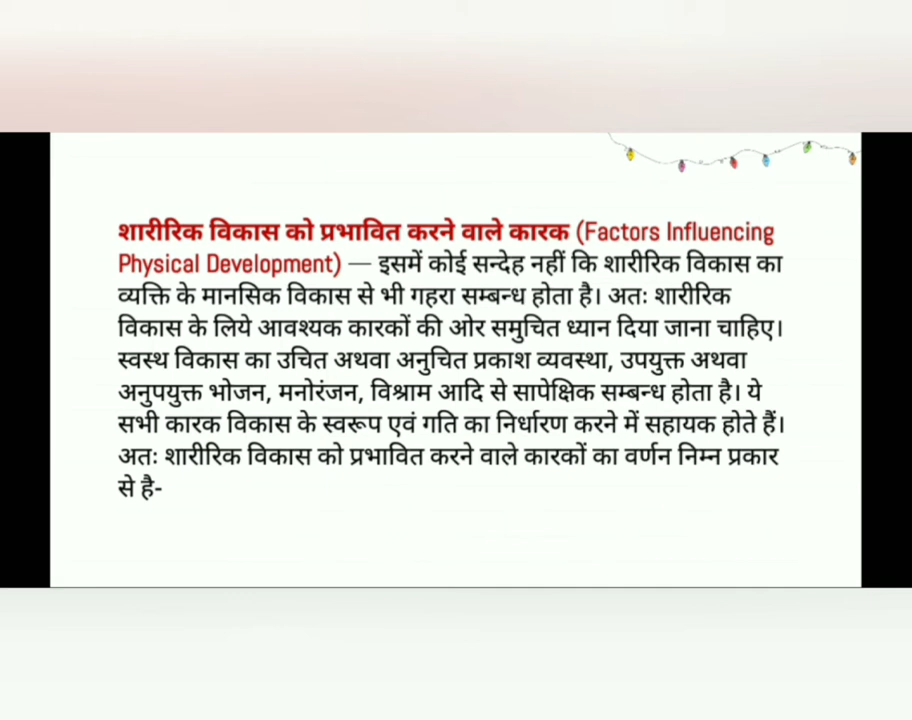 शारीरिक विकास को प्रभावित करने वाले कारक (Factors Influencing
Physical Development) — इसमें कोई सन्देह नहीं कि शारीरिक विकास का
व्यक्ति के मानसिक विकास से भी गहरा सम्बन्ध होता है। अतः शारीरिक
विकास के लिये आवश्यक कारकों की ओर समुचित ध्यान दिया जाना चाहिए।
स्वस्थ विकास का उचित अथवा अनुचित प्रकाश व्यवस्था, उपयुक्त अथवा
अनुपयुक्त भोजन, मनोरंजन, विश्राम आदि से सापेक्षिक सम्बन्ध होता है। ये
सभी कारक विकास के स्वरूप एवं गति का निर्धारण करने में सहायक होते हैं।
अतः शारीरिक विकास को प्रभावित करने वाले कारकों का वर्णन निम्न प्रकार
से है-